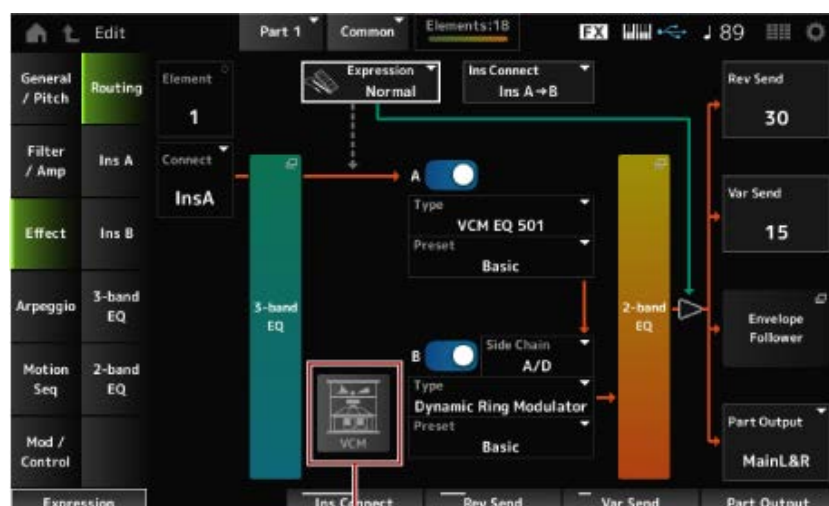 Edit
Part 1
Common
Elements:18
FX
89
General
/ Pitch
Routing
Element
1
Expression
Normal
Ins Connect
Ins A→B
Rev Send
30
Filter
/ Amp
Ins A
Connect
InsA
A
Type
VCM EQ 501
Preset
Basic
Var Send
15
Effect
Ins B
Arpeggio
3-band
EQ
3-band
EQ
2-band
EQ
Envelope
Follower
B
Side Chain
A/D
Type
Dynamic Ring Modulator
Preset
Basic
VCM
Motion
Seq
2-band
EQ
Mod /
Control
Part Output
MainL&R
Expression
Ins Connect
Rev Send
Var Send
Part Output